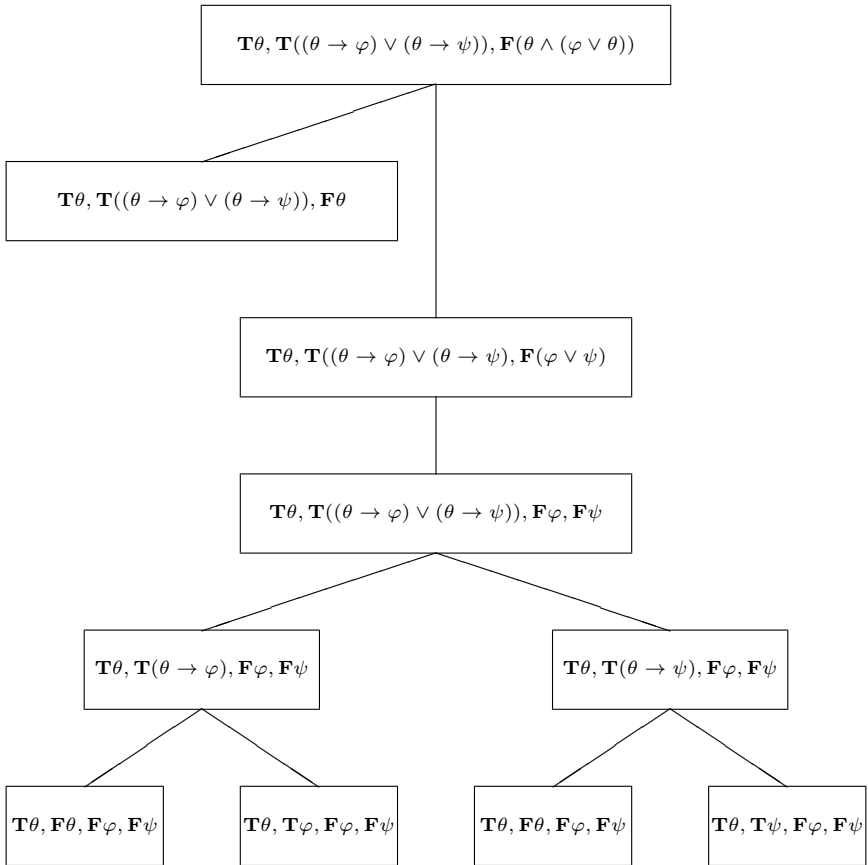 𝐓θ, 𝐓((θ → φ) ∨ (θ → ψ)), 𝐅(θ ∧ (φ ∨ θ))
𝐓θ, 𝐓((θ → φ) ∨ (θ → ψ)), 𝐅θ
𝐓θ, 𝐓((θ → φ) ∨ (θ → ψ), 𝐅(φ ∨ ψ)
𝐓θ, 𝐓((θ → φ) ∨ (θ → ψ)), 𝐅φ, 𝐅ψ
𝐓θ, 𝐓(θ → φ), 𝐅φ, 𝐅ψ
𝐓θ, 𝐓(θ → ψ), 𝐅φ, 𝐅ψ
𝐓θ, 𝐅θ, 𝐅φ, 𝐅ψ
𝐓θ, 𝐓φ, 𝐅φ, 𝐅ψ
𝐓θ, 𝐅θ, 𝐅φ, 𝐅ψ
𝐓θ, 𝐓ψ, 𝐅φ, 𝐅ψ